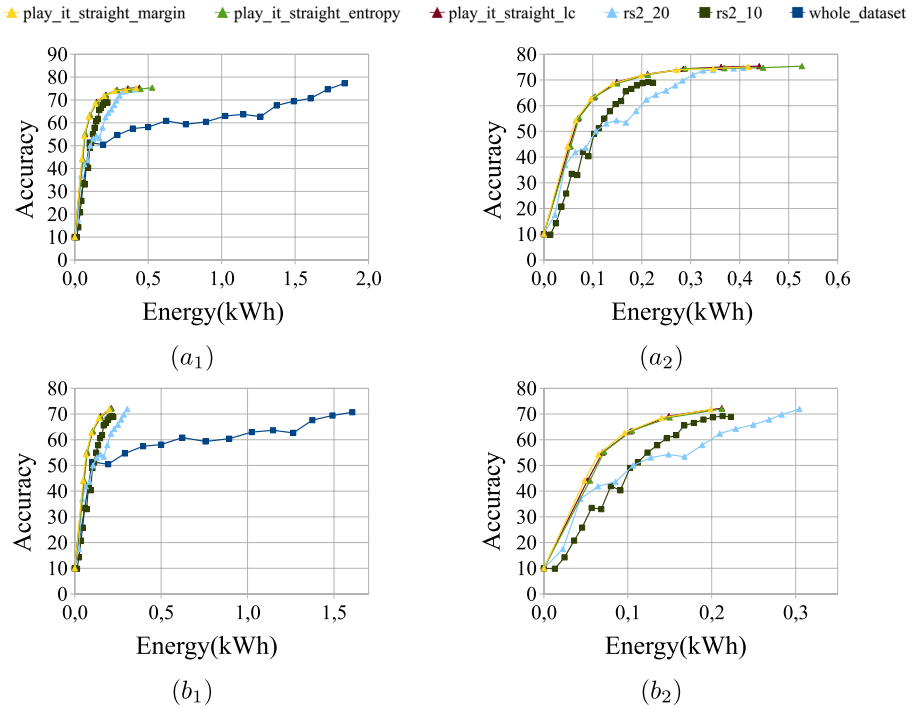 play_it_straight_margin play_it_straight_entropy play_it_straight_lc rs2_20 rs2_10 whole_dataset
90
80
70
60
50
40
30
20
10
0
Accuracy
0,0 0,5 1,0 1,5 2,0
Energy(kWh)
(a1)
80
70
60
50
40
30
20
10
0
Accuracy
0,0 0,1 0,2 0,3 0,4 0,5 0,6
Energy(kWh)
(a2)
80
70
60
50
40
30
20
10
0
Accuracy
0,0 0,5 1,0 1,5
Energy(kWh)
(b1)
80
70
60
50
40
30
20
10
0
Accuracy
0,0 0,1 0,2 0,3
Energy(kWh)
(b2)